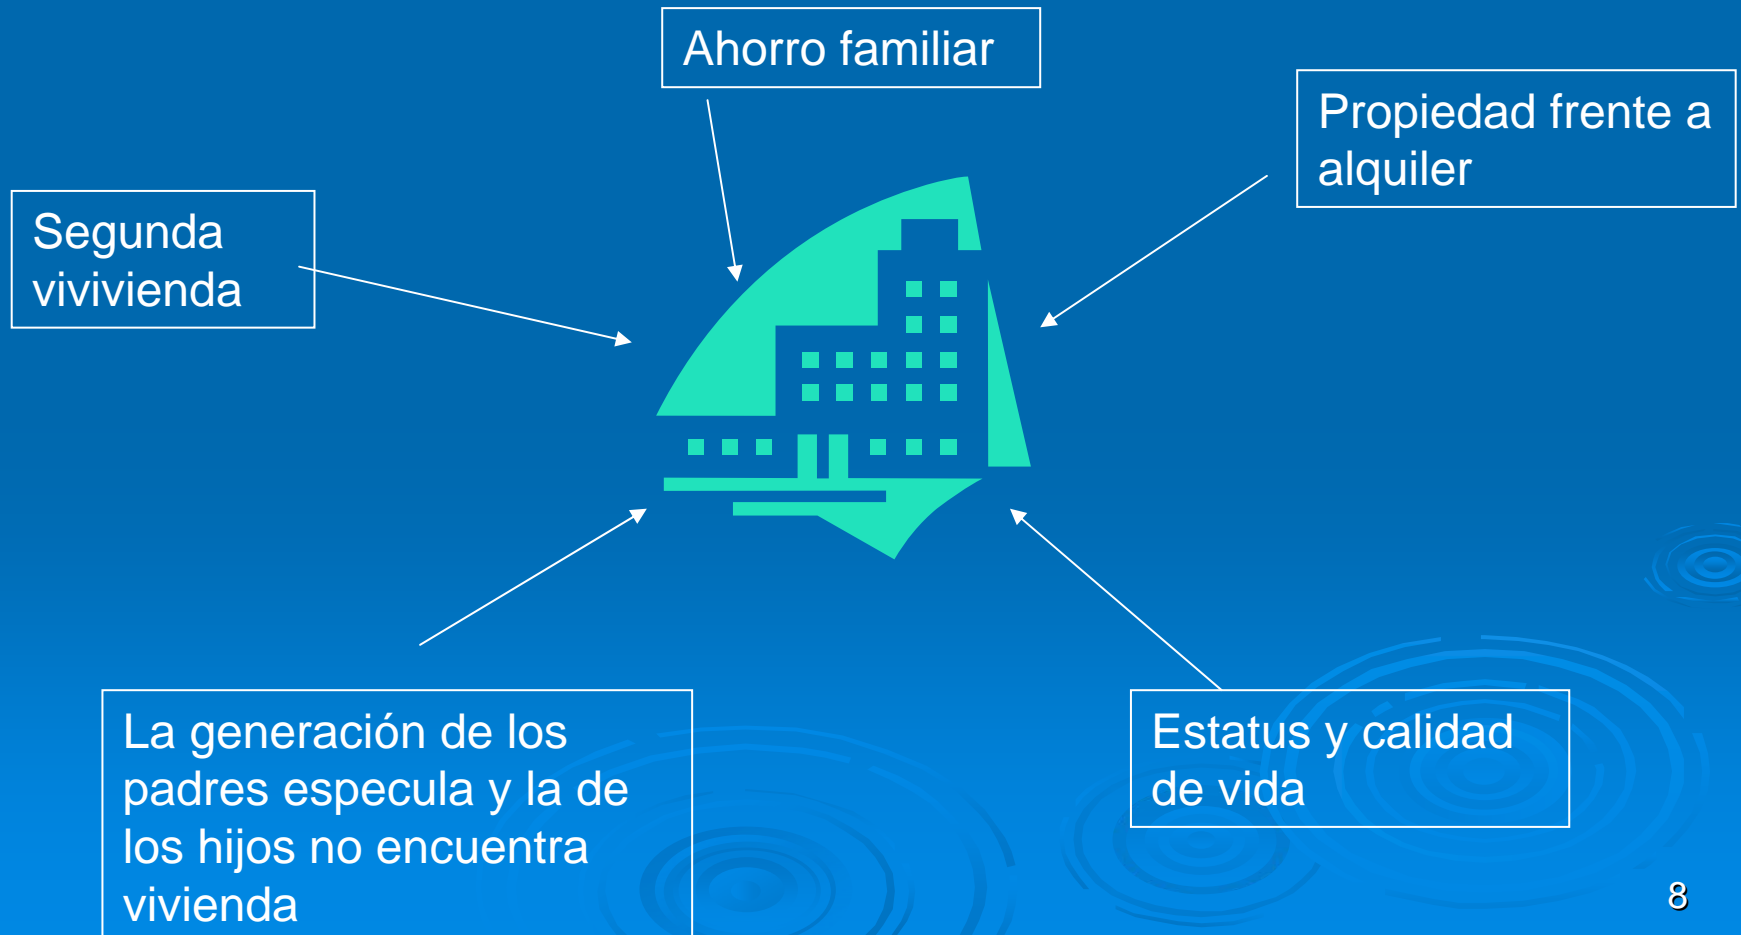 Ahorro familiar
Propiedad frente a
alquiler
Segunda
vivivienda
La generación de los
padres especula y la de
los hijos no encuentra
vivienda
Estatus y calidad
de vida
8